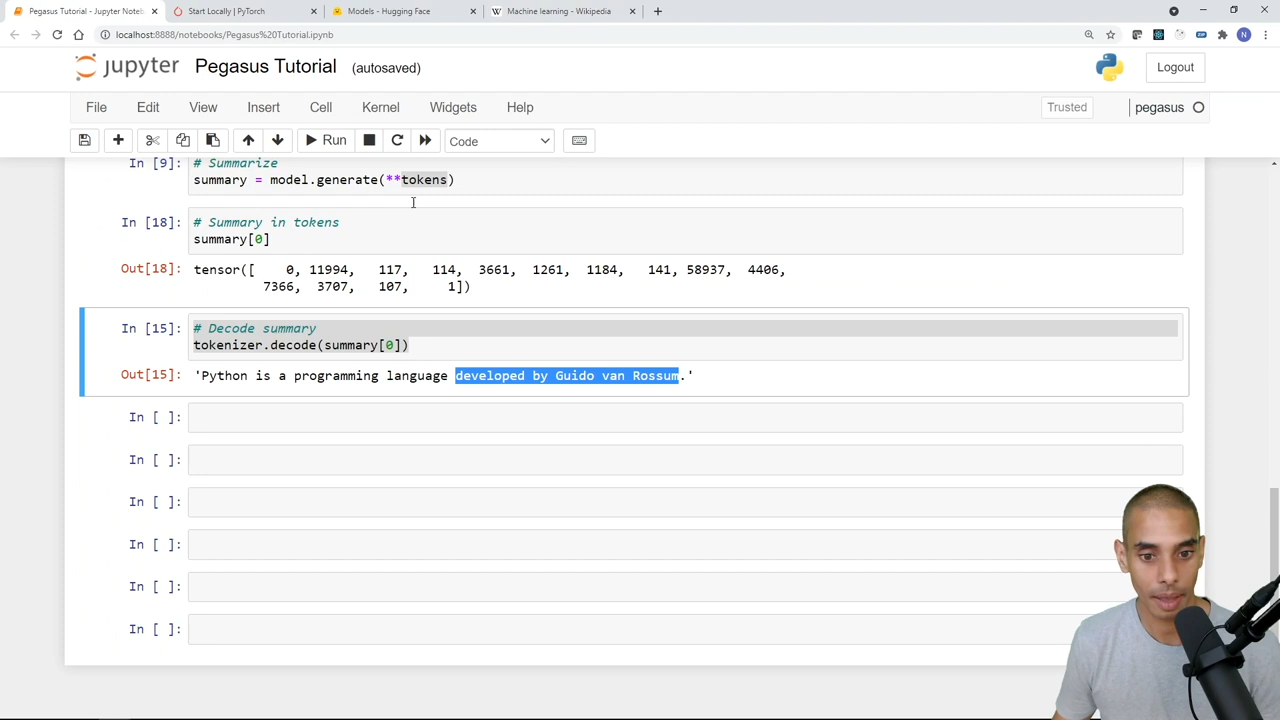 Pegasus Tutorial - Jupyter Noteb
Start Locally | PyTorch
Models - Hugging Face
W Machine learning - Wikipedia
localhost:8888/notebooks/Pegasus%20Tutorial.ipynb
N
jupyter Pegasus Tutorial (autosaved)
Logout
File Edit View Insert Cell Kernel Widgets Help
Trusted
pegasus
Run
Code
In [9]: # Summarize
summary = model.generate(**tokens)
In [18]: # Summary in tokens
summary[0]
Out[18]: tensor([ 0, 11994, 117, 114, 3661, 1261, 1184, 141, 58937, 4406,
7366, 3707, 107, 1])
In [15]: # Decode summary
tokenizer.decode(summary[0])
Out[15]: 'Python is a programming language developed by Guido van Rossum.'
In [ ]:
In [ ]:
In [ ]:
In [ ]:
In [ ]:
In [ ]: